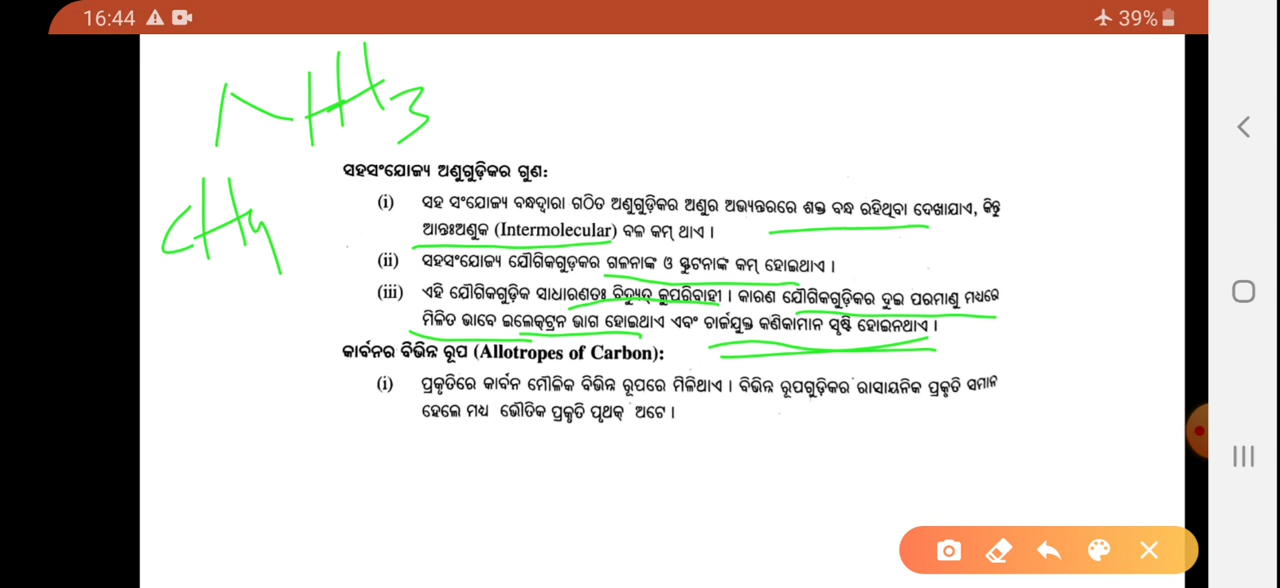 16:44
39%
NHH3
CH4
ସହସଂଯୋଜ୍ୟ ଅଣୁଗୁଡ଼ିକର ଗୁଣ:
(i) ସହ ସଂଯୋଜ୍ୟ ବନ୍ଧଦ୍ୱାରା ଗଠିତ ଅଣୁଗୁଡ଼ିକର ଅଣୁର ଅଭ୍ୟନ୍ତରରେ ଶକ୍ତ ବନ୍ଧ ରହିଥିବା ଦେଖାଯାଏ, କିନ୍ତୁ
ଆନ୍ତଃଅଣୁକ (Intermolecular) ବଳ କମ୍ ଥାଏ ।
(ii) ସହସଂଯୋଜ୍ୟ ଯୌଗିକଗୁଡ଼କର ଗଳନାଙ୍କ ଓ ସ୍ଫୁଟନାଙ୍କ କମ୍ ହୋଇଥାଏ ।
(iii) ଏହି ଯୌଗିକଗୁଡ଼ିକ ସାଧାରଣତଃ ବିଦ୍ୟୁତ୍ କୁପରିବାହୀ । କାରଣ ଯୌଗିକଗୁଡ଼ିକର ଦୁଇ ପରମାଣୁ ମଧ୍ୟରେ
ମିଳିତ ଭାବେ ଇଲେକ୍ଟ୍ରନ ଭାଗ ହୋଇଥାଏ ଏବଂ ଚାର୍ଜଯୁକ୍ତ କଣିକାମାନ ସୃଷ୍ଟି ହୋଇନଥାଏ ।
କାର୍ବନର ବିଭିନ୍ନ ରୂପ (Allotropes of Carbon):
(i) ପ୍ରକୃତିରେ କାର୍ବନ ମୌଳିକ ବିଭିନ୍ନ ରୂପରେ ମିଳିଥାଏ । ବିଭିନ୍ନ ରୂପଗୁଡ଼ିକର ରାସାୟନିକ ପ୍ରକୃତି ସମାନ
ହେଲେ ମଧ୍ୟ ଭୌତିକ ପ୍ରକୃତି ପୃଥକ୍ ଅଟେ ।